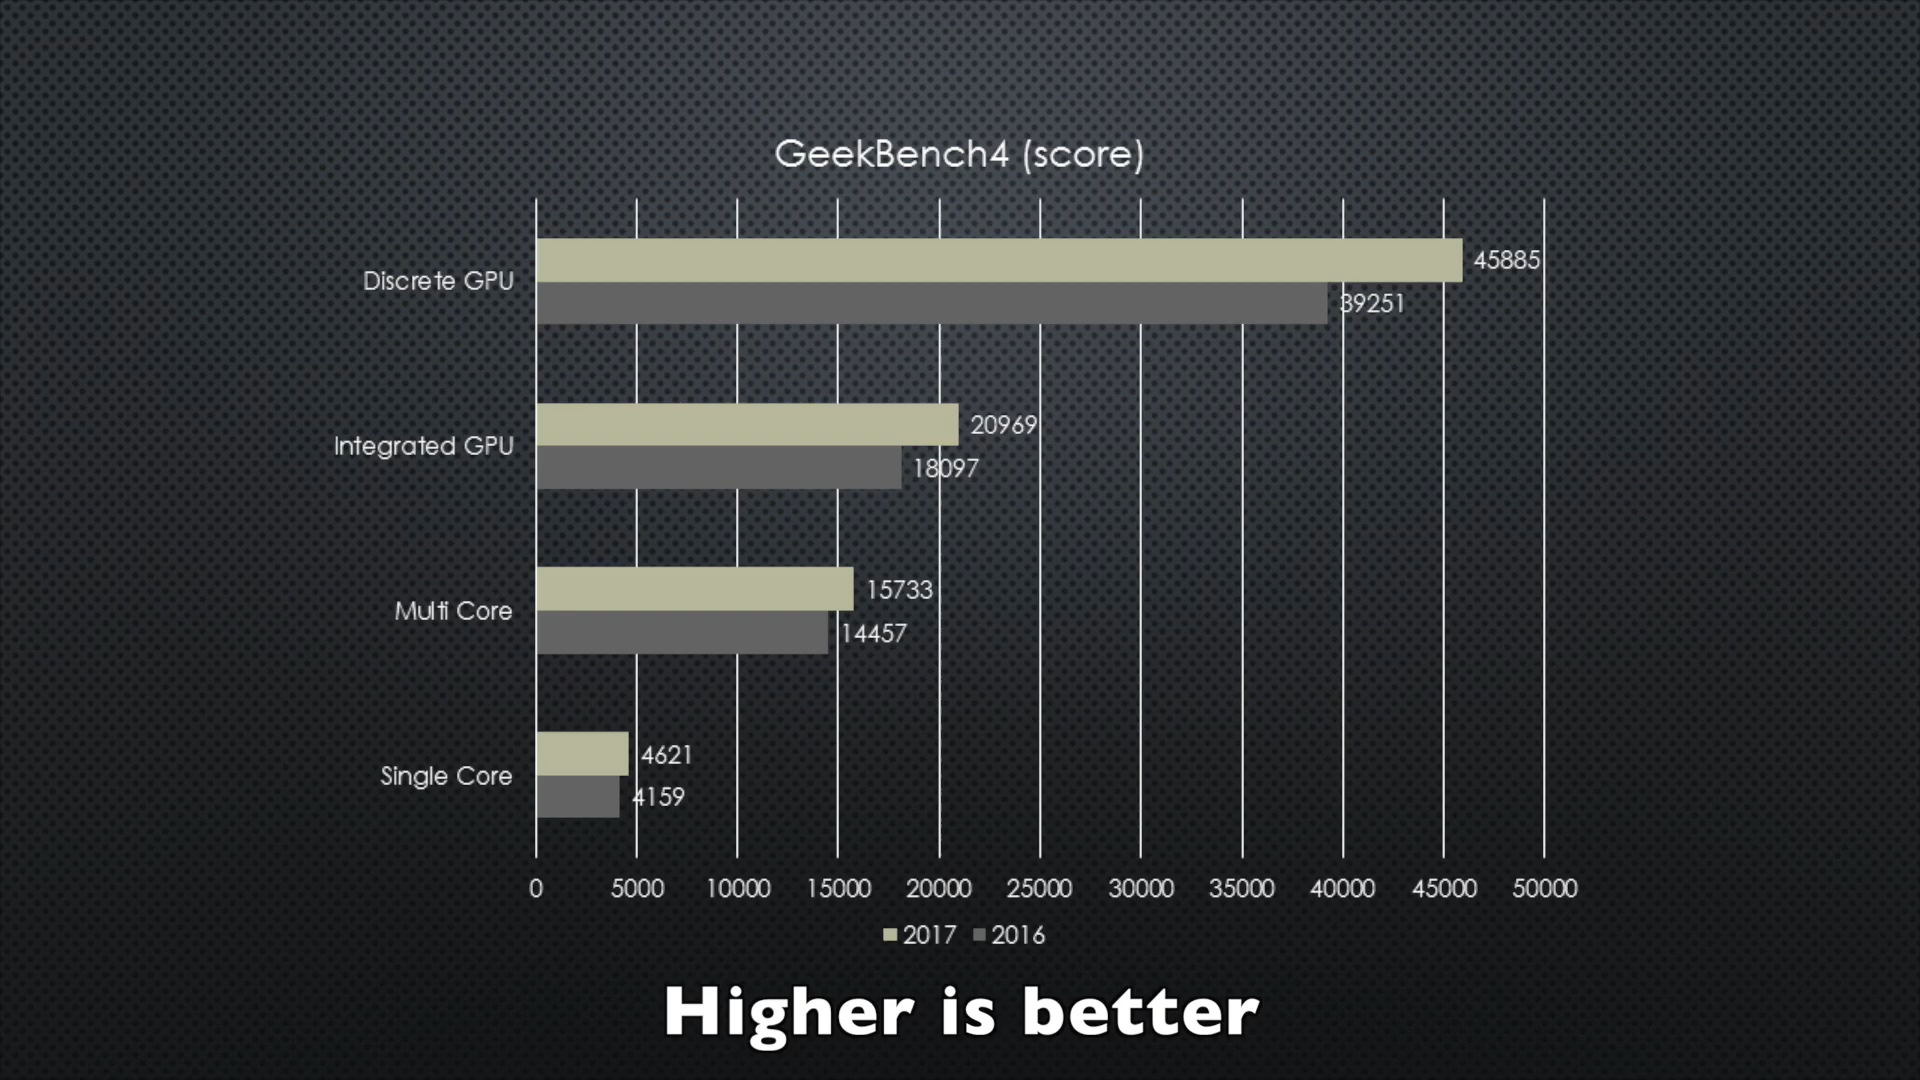 GeekBench4 (score)
Discrete GPU
45885
39251
Integrated GPU
20969
18097
Multi Core
15733
14457
Single Core
4621
4159
0 5000 10000 15000 20000 25000 30000 35000 40000 45000 50000
2017 2016
Higher is better